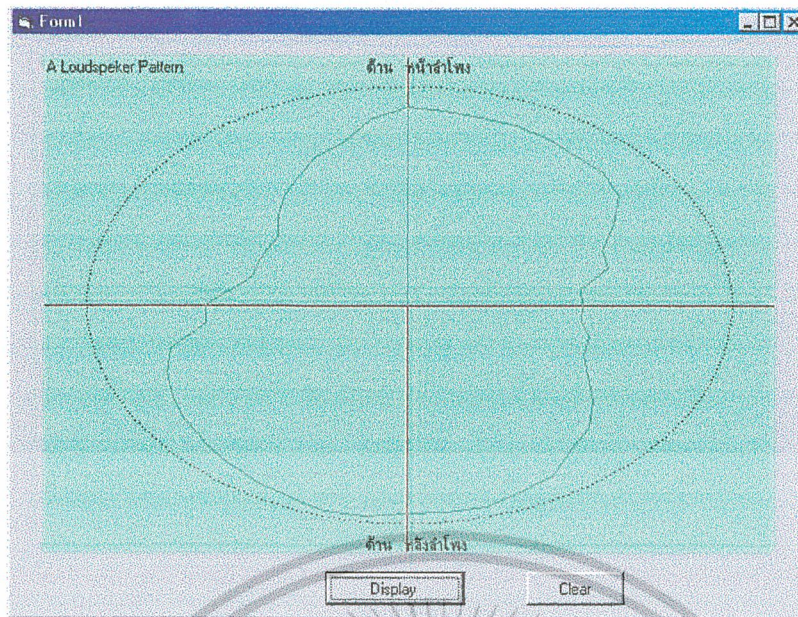 Form1
A Loudspeker Pattern
ด้าน หน้าลำโพง
ด้าน หลังลำโพง
Display
Clear